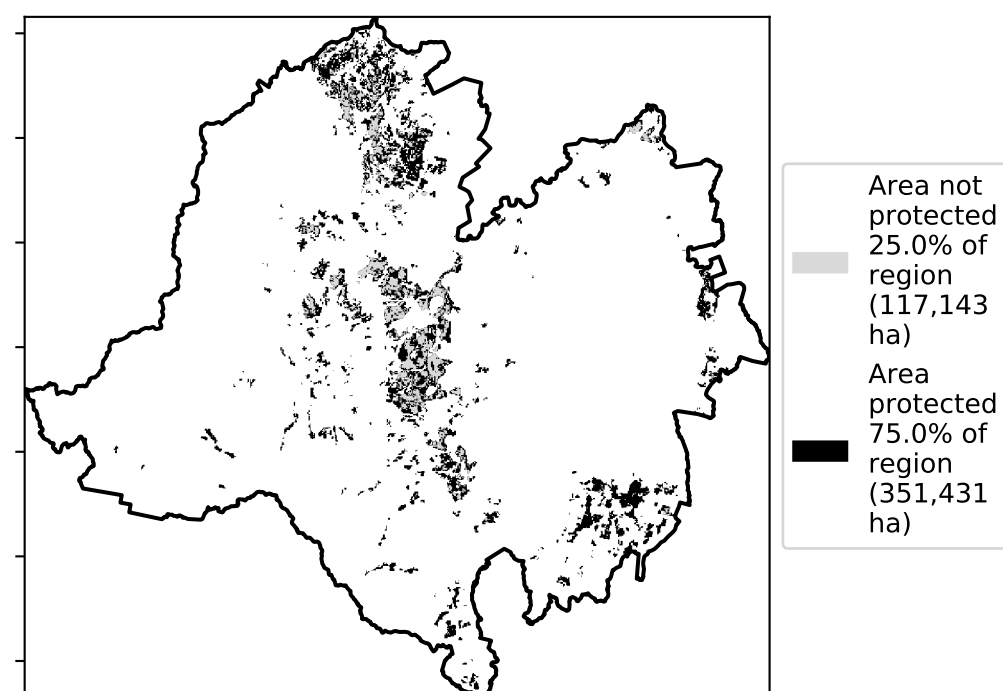 Area not
protected
25.0% of
region
(117,143
ha)
Area
protected
75.0% of
region
(351,431
ha)